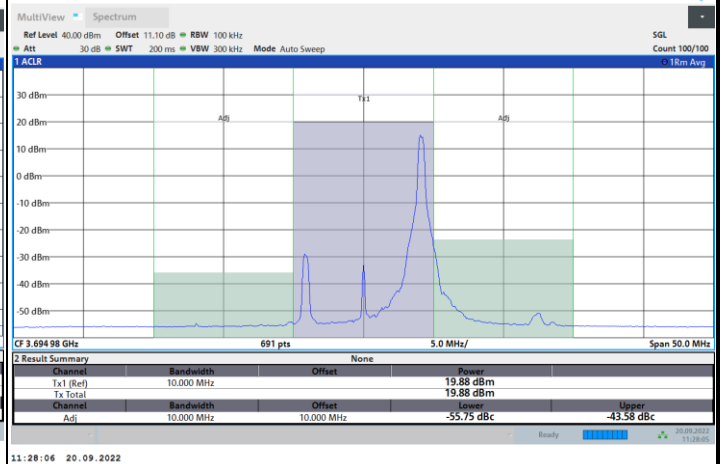 MultiView Spectrum
Ref Level 40.00 dBm Offset 11.10 dB RBW 100 kHz SGL
Att 30 dB SWT 200 ms VBW 300 kHz Mode Auto Sweep Count 100/100
1 ACLR 1Rm Avg
30 dBm
Tx1
20 dBm
Adj Adj
10 dBm
0 dBm
-10 dBm
-20 dBm
-30 dBm
-40 dBm
-50 dBm
CF 3.694 98 GHz 691 pts 5.0 MHz/ Span 50.0 MHz
2 Result Summary None
Channel Bandwidth Offset Power
Tx1 (Ref) 10.000 MHz 19.88 dBm
Tx Total 19.88 dBm
Channel Bandwidth Offset Lower Upper
Adj 10.000 MHz 10.000 MHz -55.75 dBc -43.58 dBc
Ready 20.09.2022
11:28:05
11:28:06 20.09.2022